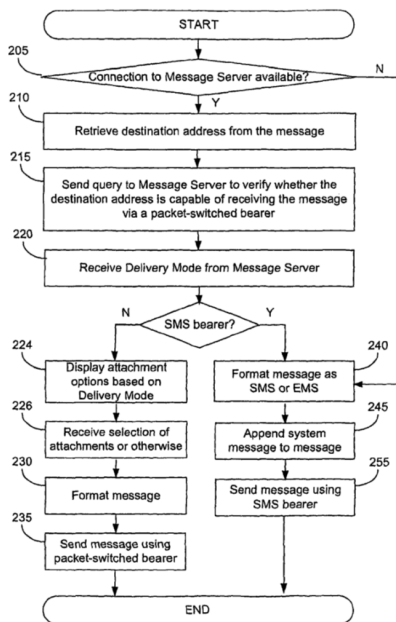 START
205
Connection to Message Server available?
N
Y
210
Retrieve destination address from the message
215
Send query to Message Server to verify whether the
destination address is capable of receiving the message
via a packet-switched bearer
220
Receive Delivery Mode from Message Server
N
SMS bearer?
Y
224
Display attachment
options based on
Delivery Mode
226
Receive selection of
attachments or otherwise
230
Format message
235
Send message using
packet-switched bearer
240
Format message as
SMS or EMS
245
Append system
message to message
255
Send message using
SMS bearer
END